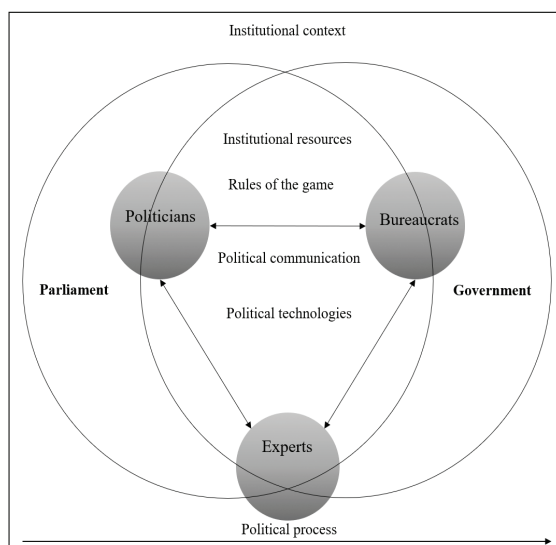 Institutional context
Institutional resources
Rules of the game
Politicians
Bureaucrats
Political communication
Parliament
Government
Political technologies
Experts
Political process